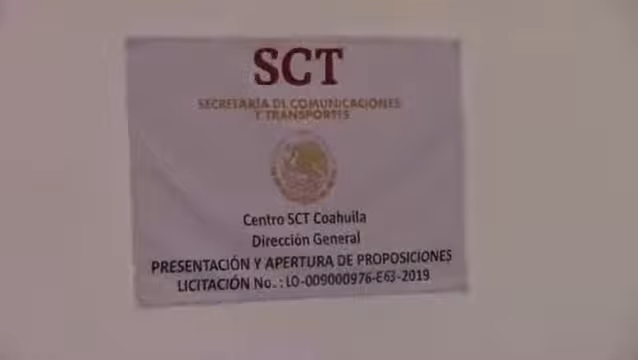 SCT
SECRETARÍA DE COMUNICACIONES
Y TRANSPORTES
Centro SCT Coahuila
Dirección General
PRESENTACIÓN Y APERTURA DE PROPOSICIONES
LICITACIÓN No.: LO-009000976-E63-2019